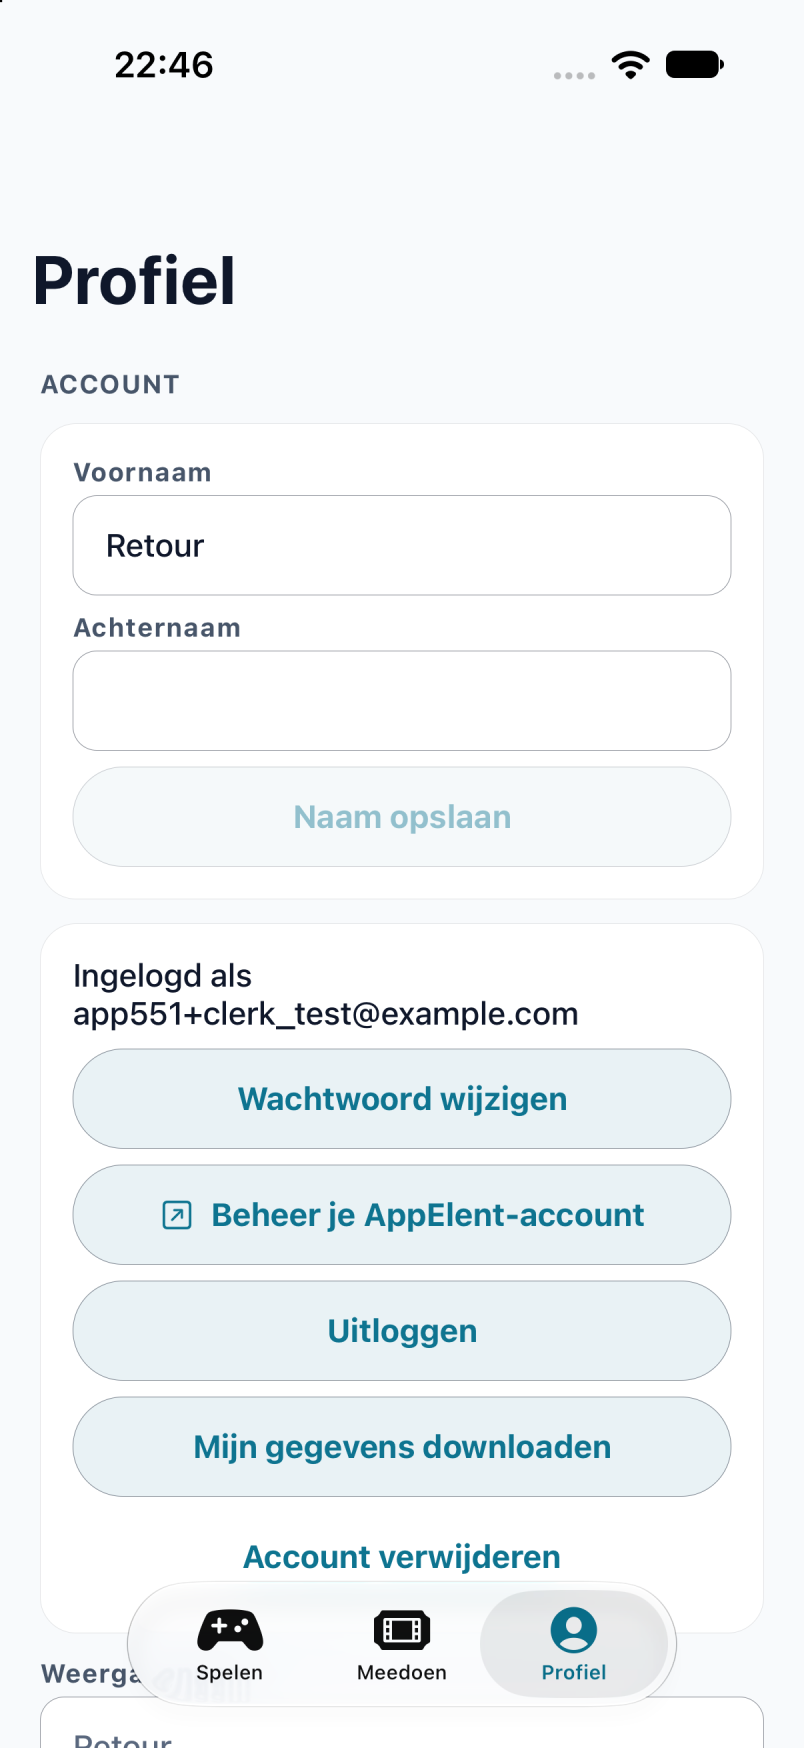 22:46
Profiel
ACCOUNT
Voornaam
Retour
Achternaam
Naam opslaan
Ingelogd als
app551+clerk_test@example.com
Wachtwoord wijzigen
Beheer je AppElent-account
Uitloggen
Mijn gegevens downloaden
Account verwijderen
Spelen
Meedoen
Profiel
Retour